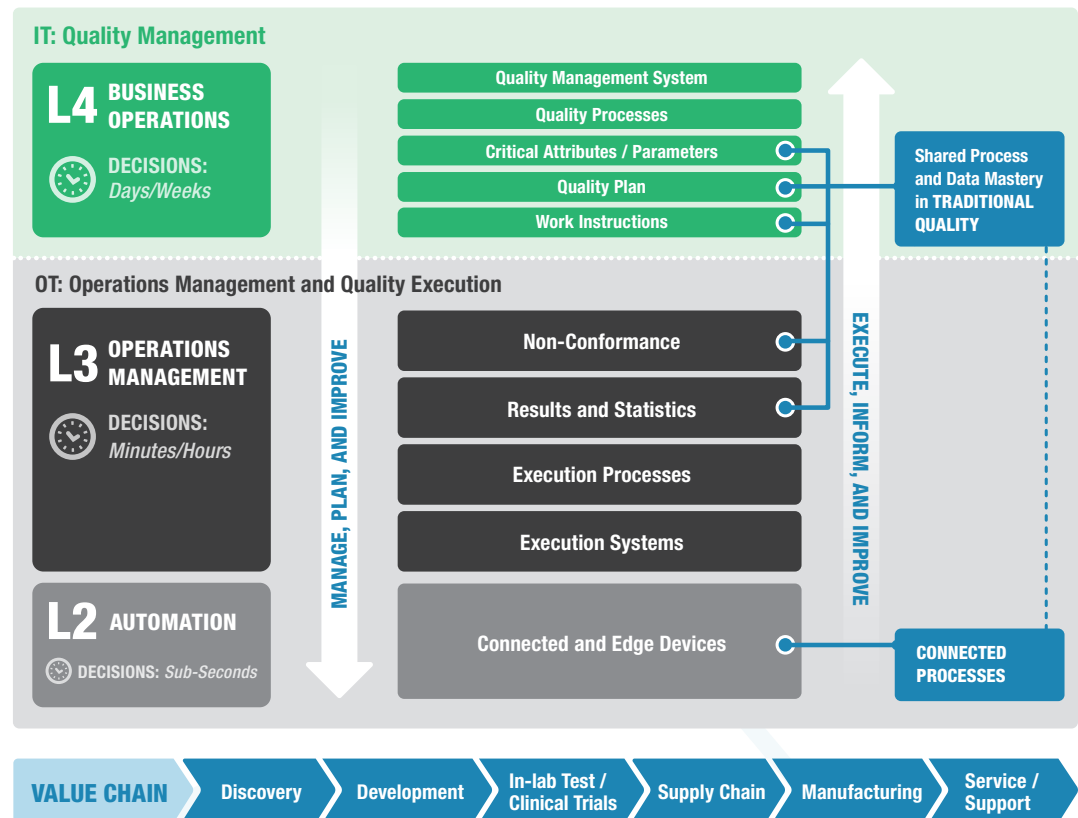 IT: Quality Management
L4 BUSINESS
OPERATIONS
DECISIONS:
Days/Weeks
Quality Management System
Quality Processes
Critical Attributes / Parameters
Quality Plan
Work Instructions
Shared Process
and Data Mastery
in TRADITIONAL
QUALITY
OT: Operations Management and Quality Execution
L3 OPERATIONS
MANAGEMENT
DECISIONS:
Minutes/Hours
L2 AUTOMATION
DECISIONS: Sub-Seconds
MANAGE, PLAN, AND IMPROVE
Non-Conformance
Results and Statistics
Execution Processes
Execution Systems
Connected and Edge Devices
EXECUTE, INFORM, AND IMPROVE
CONNECTED
PROCESSES
VALUE CHAIN
Discovery
Development
In-lab Test /
Clinical Trials
Supply Chain
Manufacturing
Service /
Support